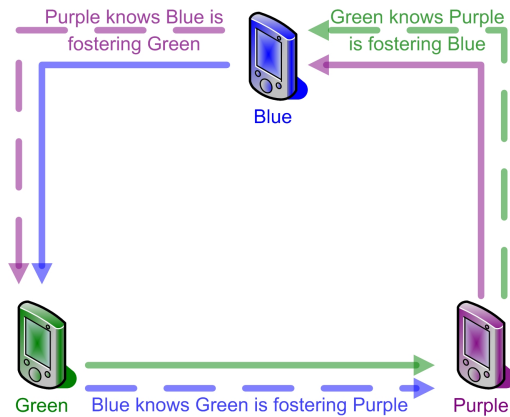 Purple knows Blue is
fostering Green
Green knows Purple
is fostering Blue
Blue
Green
Blue knows Green is fostering Purple
Purple